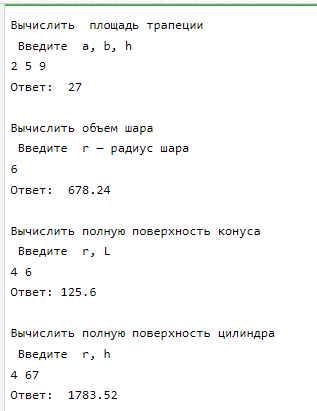 Вычислить  площадь трапеции
Введите  a, b, h
2 5 9
Ответ:  27
Вычислить объем шара
Введите  r – радиус шара
6
Ответ:  678.24
Вычислить полную поверхность конуса
Введите  r, L
4 6
Ответ: 125.6
Вычислить полную поверхность цилиндра
Введите  r, h
4 67
Ответ:  1783.52